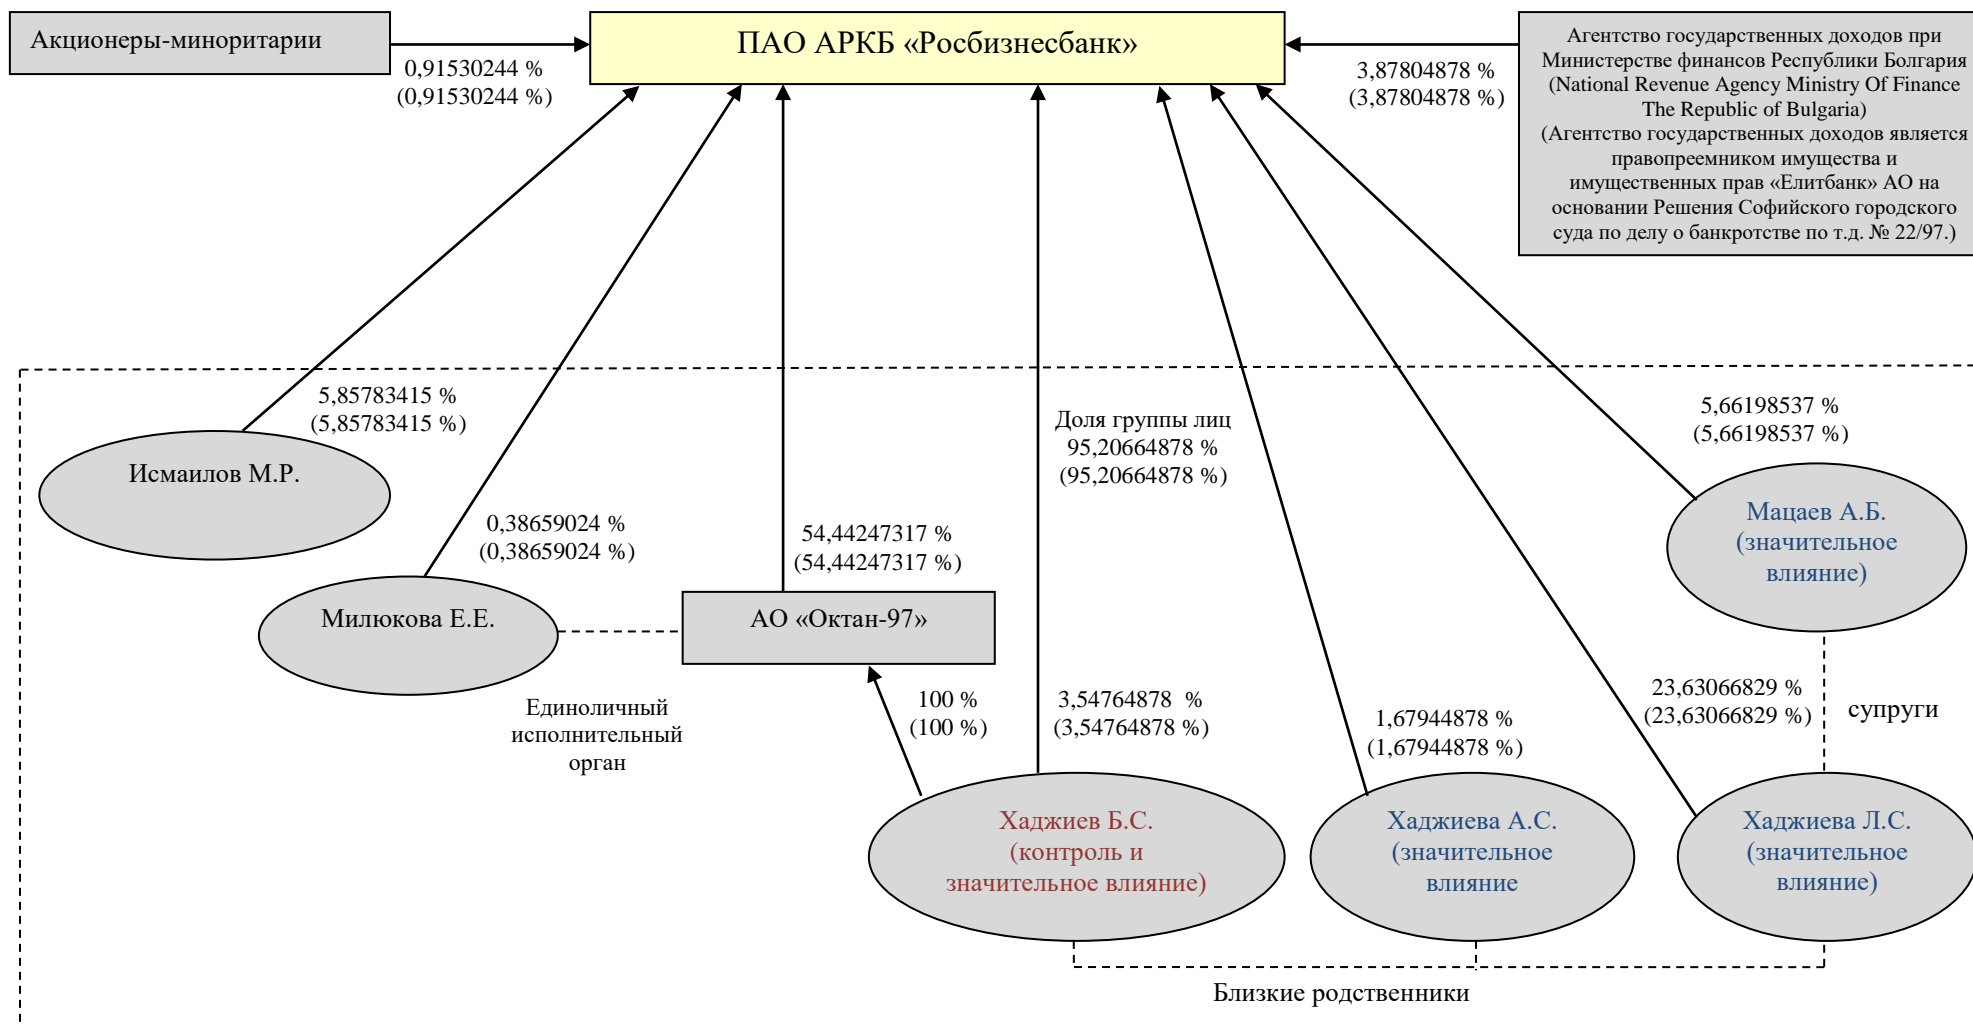 Акционеры-миноритарии
ПАО АРКБ «Росбизнесбанк»
Агентство государственных доходов при
Министерстве финансов Республики Болгария
(National Revenue Agency Ministry Of Finance
The Republic of Bulgaria)
(Агентство государственных доходов является
правопреемником имущества и
имущественных прав «Елитбанк» АО на
основании Решения Софийского городского
суда по делу о банкротстве по т.д. № 22/97.)
0,91530244 %
(0,91530244 %)
3,87804878 %
(3,87804878 %)
5,85783415 %
(5,85783415 %)
Доля группы лиц
95,20664878 %
(95,20664878 %)
5,66198537 %
(5,66198537 %)
Исмаилов М.Р.
Мацаев А.Б.
(значительное
влияние)
0,38659024 %
(0,38659024 %)
54,44247317 %
(54,44247317 %)
Милюкова Е.Е.
АО «Октан-97»
Единоличный
исполнительный
орган
100 %
(100 %)
3,54764878 %
(3,54764878 %)
1,67944878 %
(1,67944878 %)
23,63066829 %
(23,63066829 %)
супруги
Хаджиев Б.С.
(контроль и
значительное влияние)
Хаджиева А.С.
(значительное
влияние
Хаджиева Л.С.
(значительное
влияние)
Близкие родственники